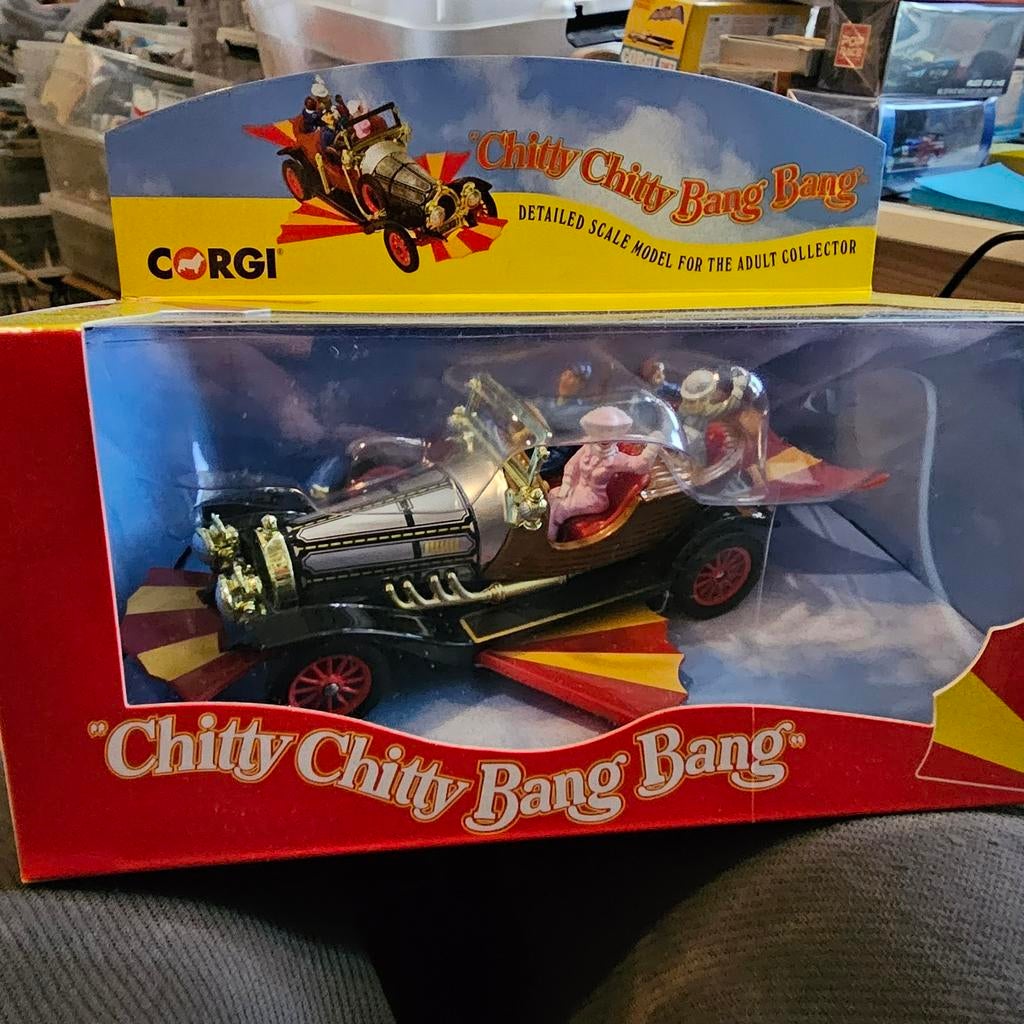 "Chitty Chitty Bang Bang"
DETAILED SCALE MODEL FOR THE ADULT COLLECTOR
CORGI
"Chitty Chitty Bang Bang"